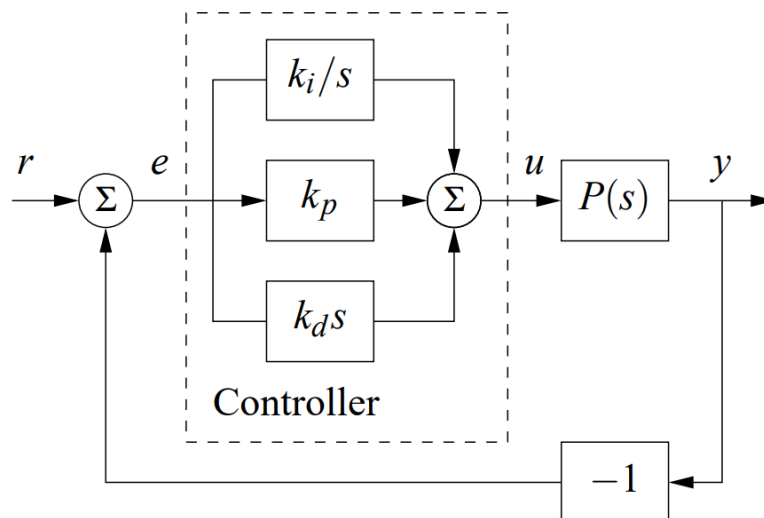 k_i/s
r
e
u
y
Σ
k_p
Σ
P(s)
k_d s
Controller
−1